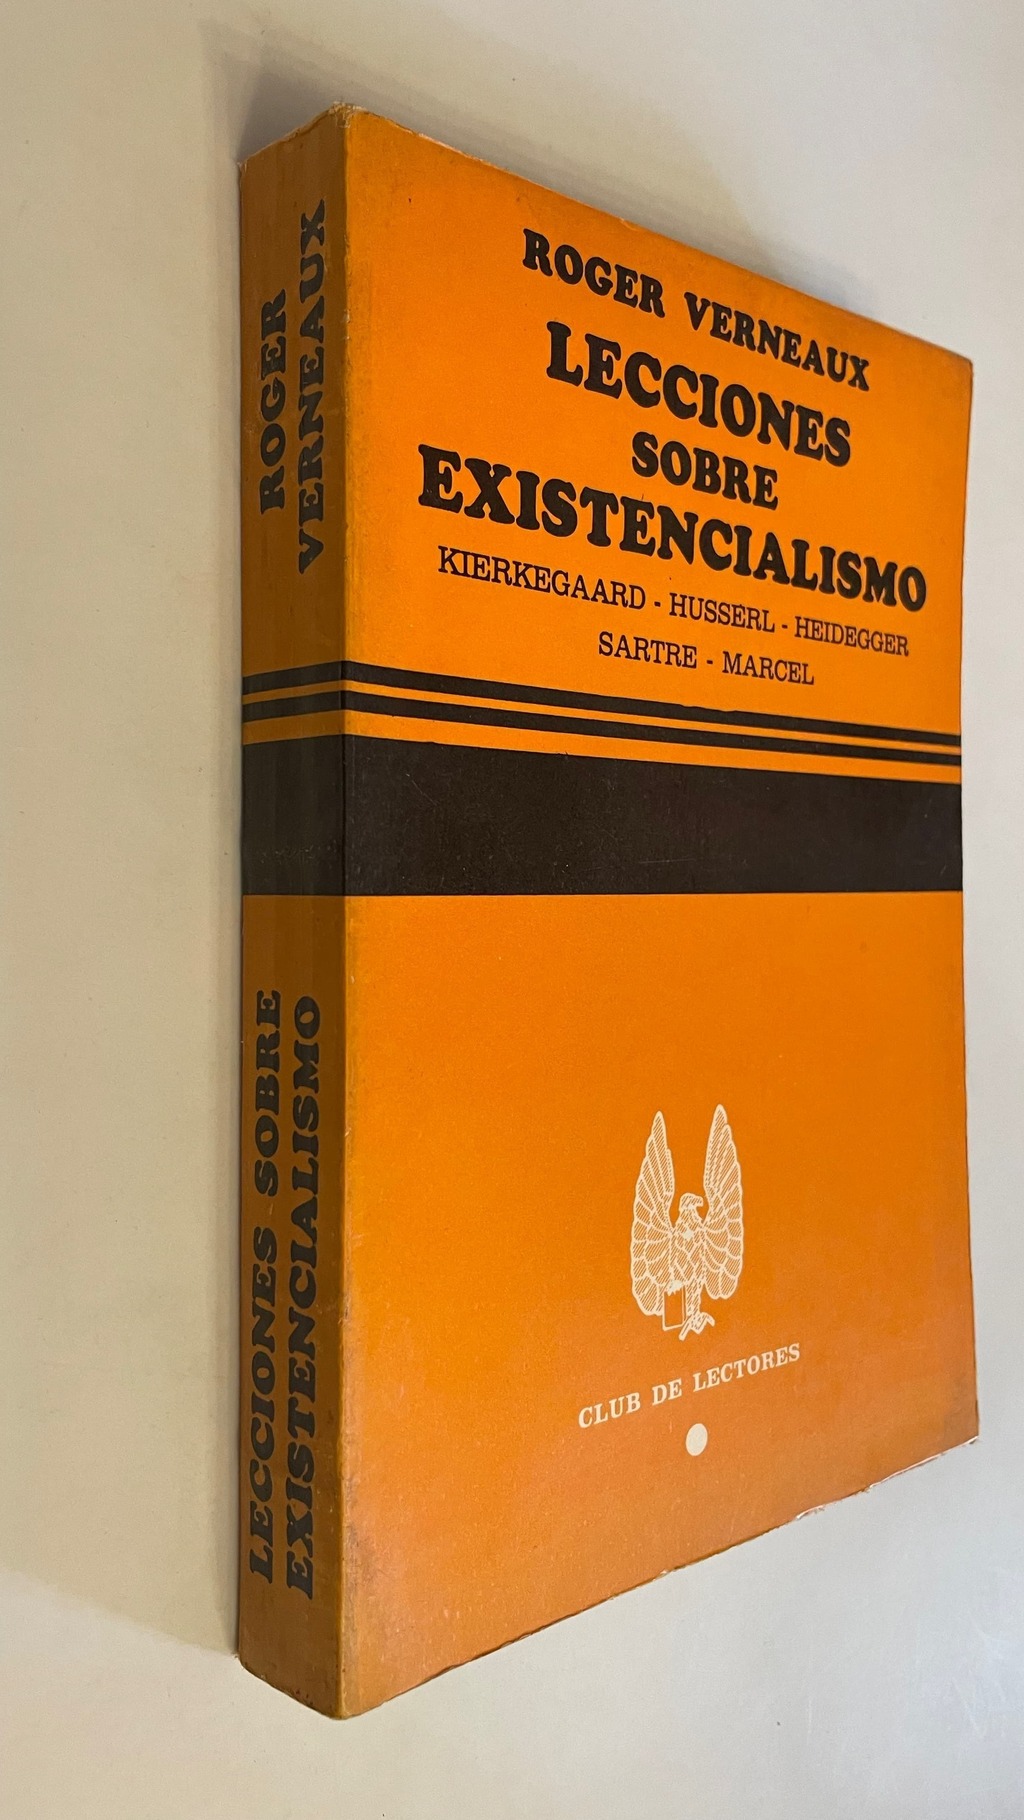 ROGER
VERNEAUX
LECCIONES SOBRE
EXISTENCIALISMO
ROGER VERNEAUX
LECCIONES
SOBRE
EXISTENCIALISMO
KIERKEGAARD - HUSSERL - HEIDEGGER
SARTRE - MARCEL
CLUB DE LECTORES